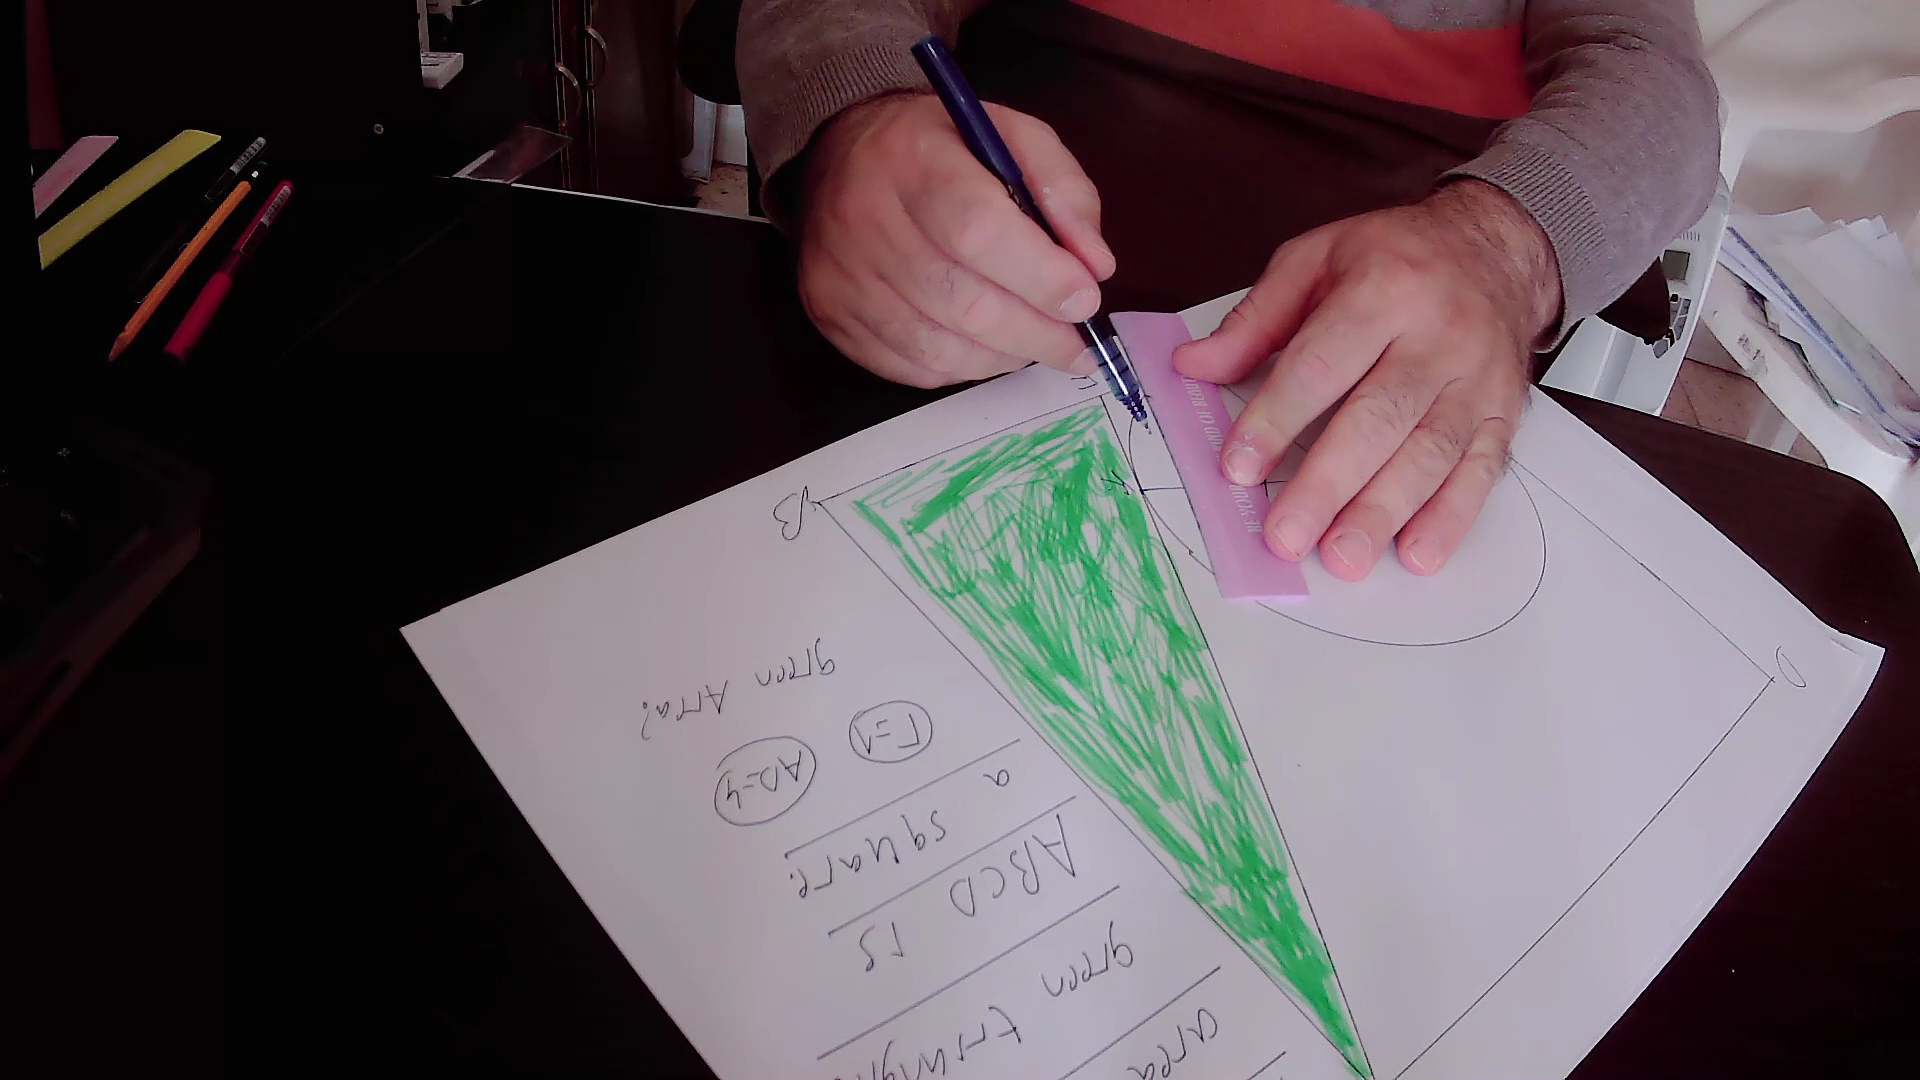 area
green triangle
ABCD is
square.
a
r=1
AD=4
green Area?
B
D